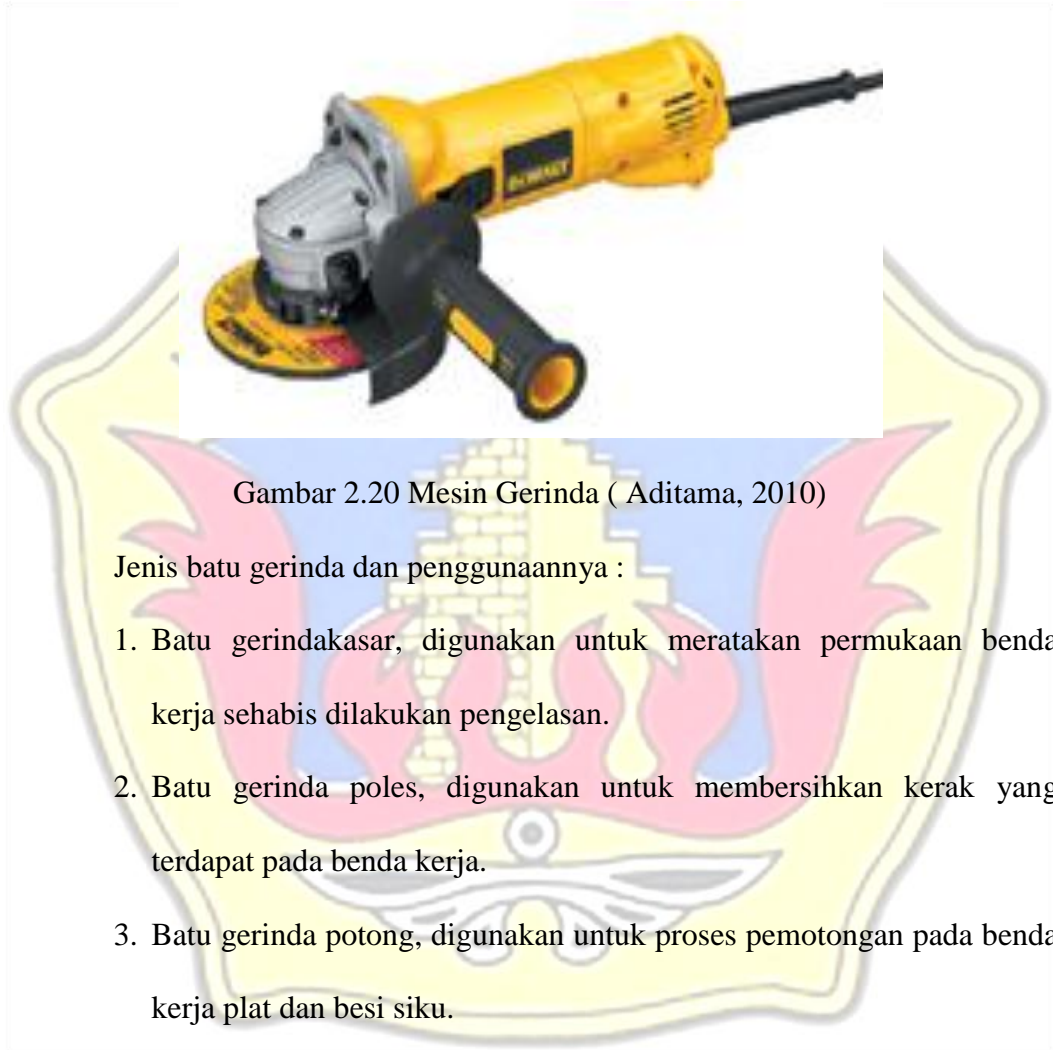 DEWALT
Gambar 2.20 Mesin Gerinda ( Aditama, 2010)
Jenis batu gerinda dan penggunaannya :
1. Batu gerindakasar, digunakan untuk meratakan permukaan benda
kerja sehabis dilakukan pengelasan.
2. Batu gerinda poles, digunakan untuk membersihkan kerak yang
terdapat pada benda kerja.
3. Batu gerinda potong, digunakan untuk proses pemotongan pada benda
kerja plat dan besi siku.